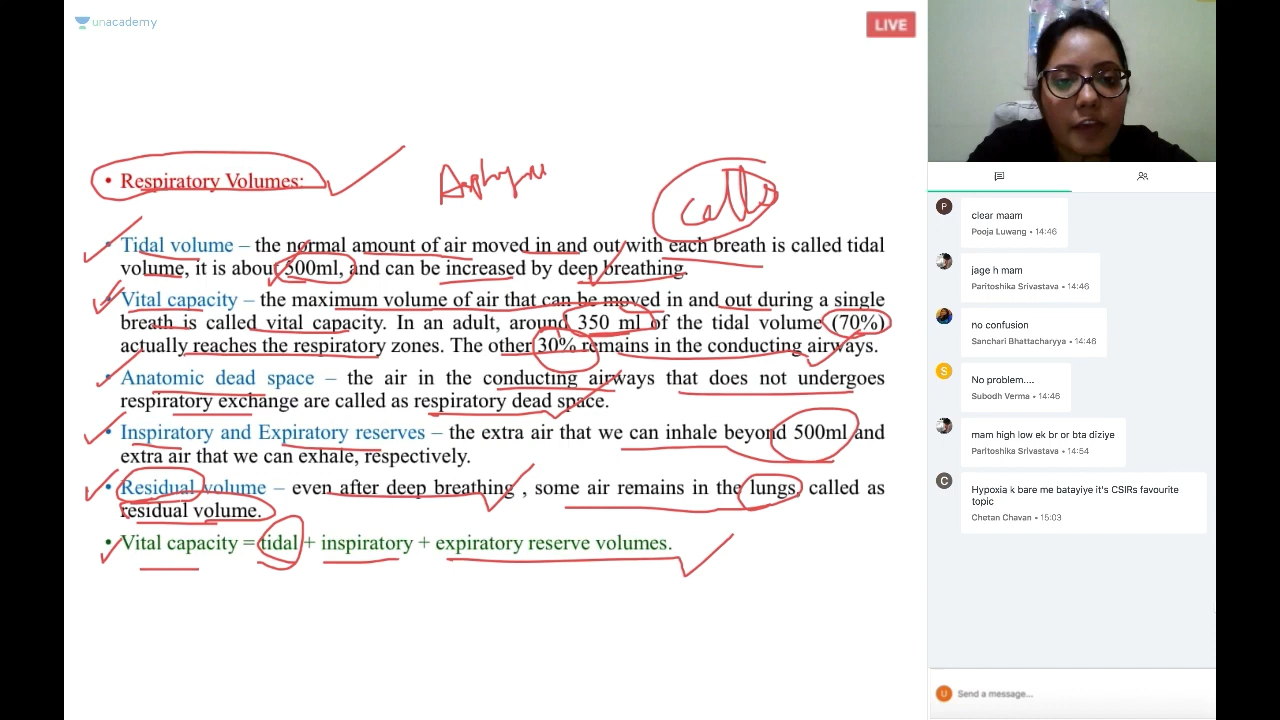 unacademy
LIVE
• Respiratory Volumes:
• Tidal volume – the normal amount of air moved in and out with each breath is called tidal
volume, it is about 500ml, and can be increased by deep breathing.
• Vital capacity – the maximum volume of air that can be moved in and out during a single
breath is called vital capacity. In an adult, around 350 ml of the tidal volume (70%)
actually reaches the respiratory zones. The other 30% remains in the conducting airways.
• Anatomic dead space – the air in the conducting airways that does not undergoes
respiratory exchange are called as respiratory dead space.
• Inspiratory and Expiratory reserves – the extra air that we can inhale beyond 500ml and
extra air that we can exhale, respectively.
• Residual volume – even after deep breathing , some air remains in the lungs, called as
residual volume.
• Vital capacity = tidal + inspiratory + expiratory reserve volumes.
P
clear maam
Pooja Luwang • 14:46
jage h mam
Paritoshika Srivastava • 14:46
no confusion
Sanchari Bhattacharyya • 14:46
S
No problem....
Subodh Verma • 14:46
mam high low ek br or bta dijiye
Paritoshika Srivastava • 14:54
C
Hypoxia k bare me batayiye it's CSIRs favourite
topic
Chetan Chavan • 15:03
U
Send a message...